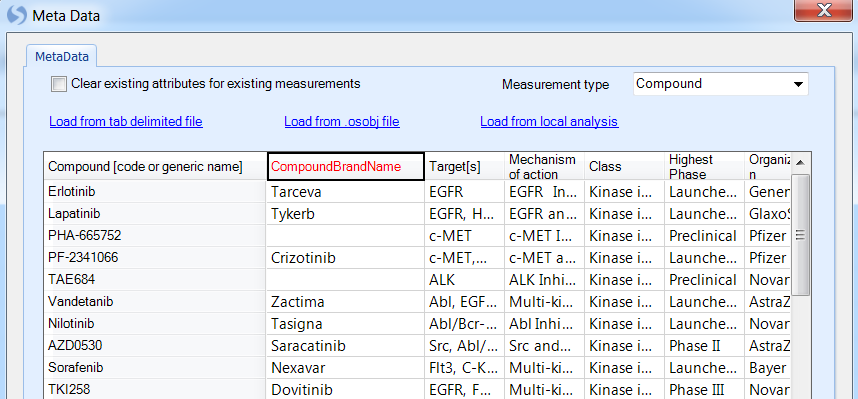 Meta Data
MetaData
Clear existing attributes for existing measurements
Measurement type
Compound
Load from tab delimited file
Load from .osobj file
Load from local analysis
Compound [code or generic name] CompoundBrandName Target[s] Mechanism of action Class Highest Phase Organiz n
Erlotinib Tarceva EGFR EGFR In... Kinase i... Launche... Gener
Lapatinib Tykerb EGFR, H... EGFR an... Kinase i... Launche... GlaxoS
PHA-665752 c-MET c-MET I... Kinase i... Preclinical Pfizer
PF-2341066 Crizotinib c-MET,... c-MET a... Kinase i... Launche... Pfizer
TAE684 ALK ALK Inhi... Kinase i... Preclinical Novar
Vandetanib Zactima Abl, EGF... Multi-ki... Kinase i... Launche... AstraZ
Nilotinib Tasigna Abl/Bcr-... Abl Inhi... Kinase i... Launche... Novar
AZD0530 Saracatinib Src, Abl/... Src and... Kinase i... Phase II AstraZ
Sorafenib Nexavar Flt3, C-K... Multi-ki... Kinase i... Launche... Bayer
TKI258 Dovitinib EGFR, F... Multi-ki... Kinase i... Phase III Novar